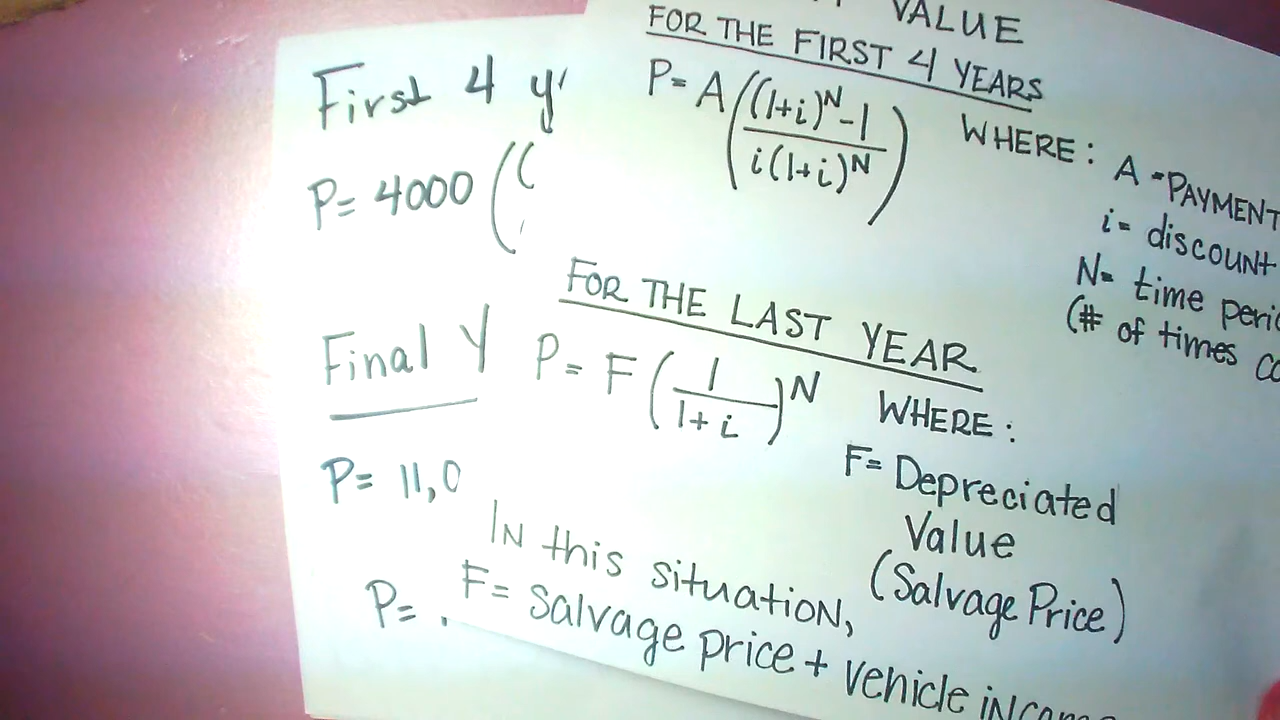 VALUE
FOR THE FIRST 4 YEARS
P= A(((1+i)^N-1)/(i(1+i)^N))
WHERE: A = PAYMENT
i= discount
N= time
(# of times
FOR THE LAST YEAR
P= F(1/(1+i))^N
WHERE:
F= Depreciated
Value
(Salvage Price)
IN this situation,
F= Salvage price + vehicle
First 4
P= 4000 ((
Final Y
P= 11,0
P= .